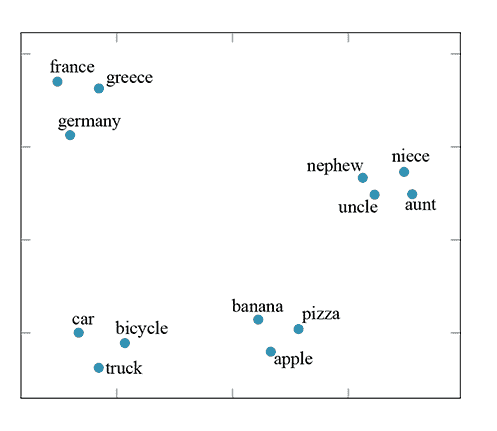 france
greece
germany
niece
nephew
aunt
uncle
banana
pizza
car
bicycle
apple
truck